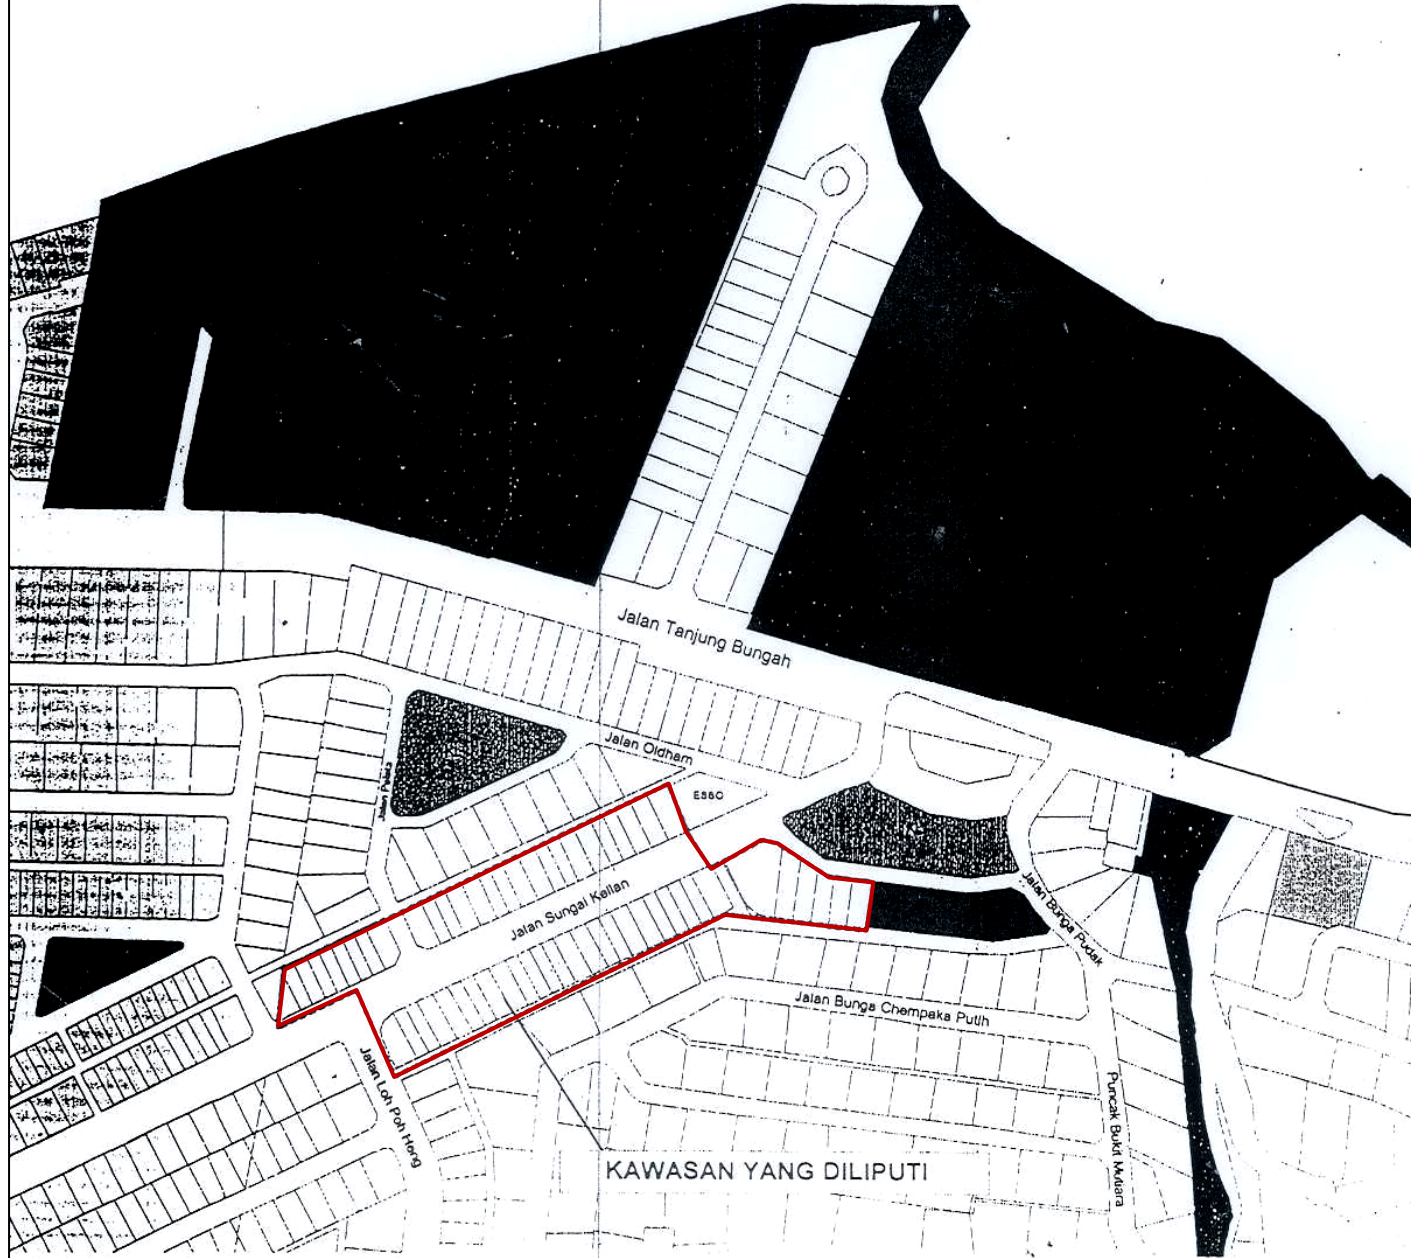 Jalan Tanjung Bungah
Jalan Oldham
ESSO
Jalan Sungai Kelian
Jalan Bunga Pudak
Jalan Bunga Chempaka Putih
Jalan Loh Poh Heng
Puncak Bukit Mutiara
KAWASAN YANG DILIPUTI